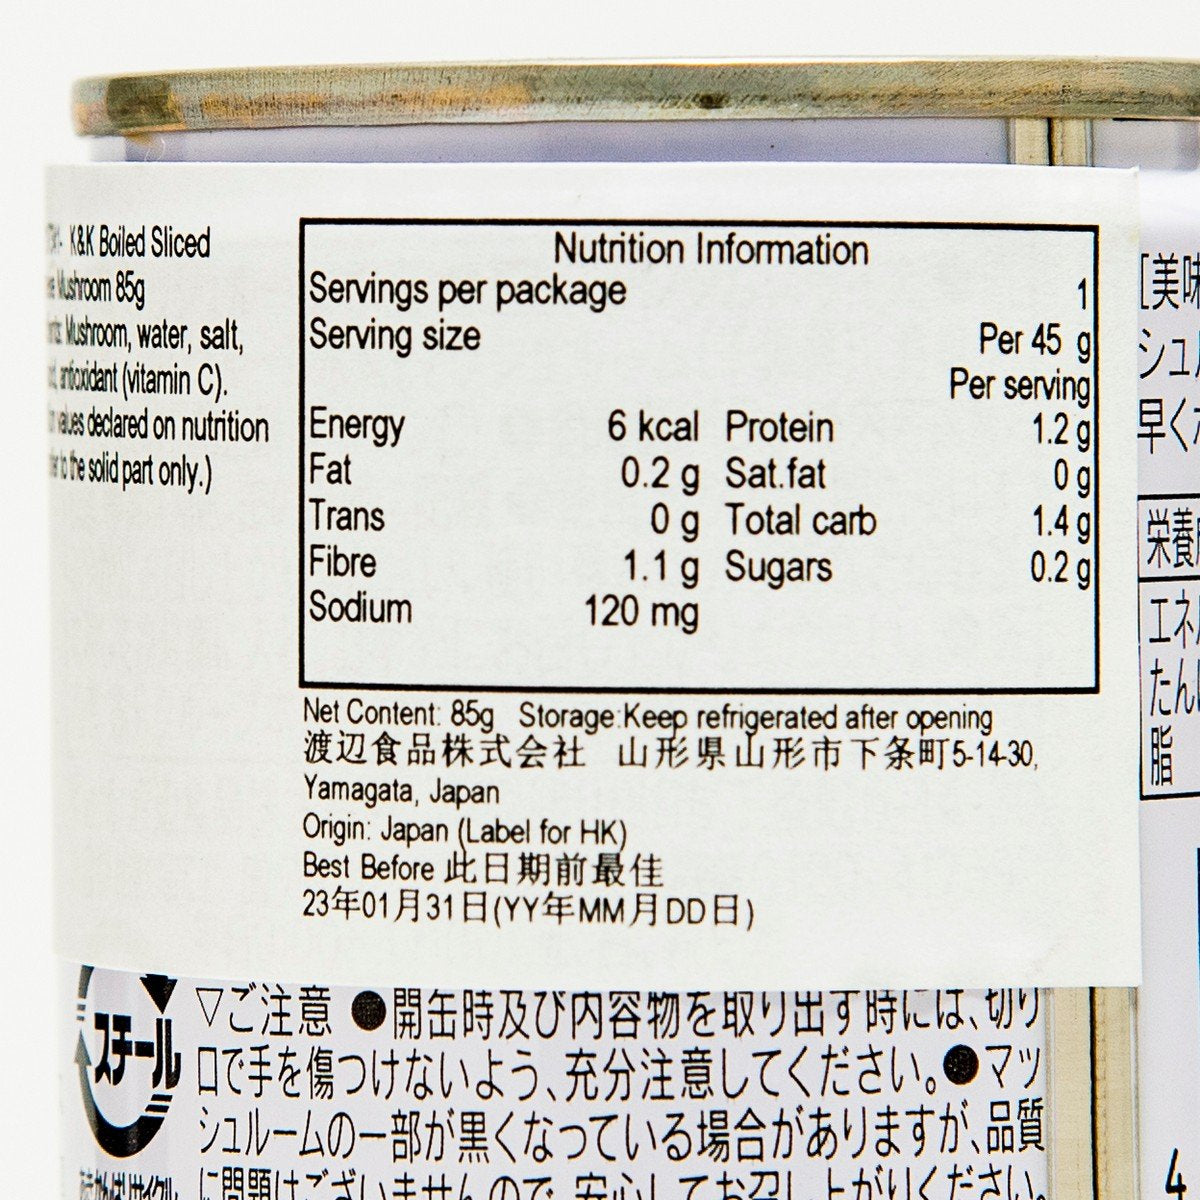 K&K Boiled Sliced
Mushroom 85g
Mushroom, water, salt,
antioxidant (vitamin C).
values declared on nutrition
to the solid part only.)
Nutrition Information
Servings per package 1
Serving size Per 45 g
Per serving
Energy 6 kcal Protein 1.2 g
Fat 0.2 g Sat.fat 0 g
Trans 0 g Total carb 1.4 g
Fibre 1.1 g Sugars 0.2 g
Sodium 120 mg
Net Content: 85g Storage:Keep refrigerated after opening
渡辺食品株式会社 山形県山形市下条町5-14-30,
Yamagata, Japan
Origin: Japan (Label for HK)
Best Before 此日期前最佳
23年01月31日(YY年MM月DD日)
[美味
シュル
早く
栄養
エネル
たん
脂
スチール
▽ご注意 ●開缶時及び内容物を取り出す時には、切り
口で手を傷つけないよう、充分注意してください。●マッ
シュルームの一部が黒くなっている場合がありますが、品質
に問題はございませんので、安心してお召し上がりください。
4